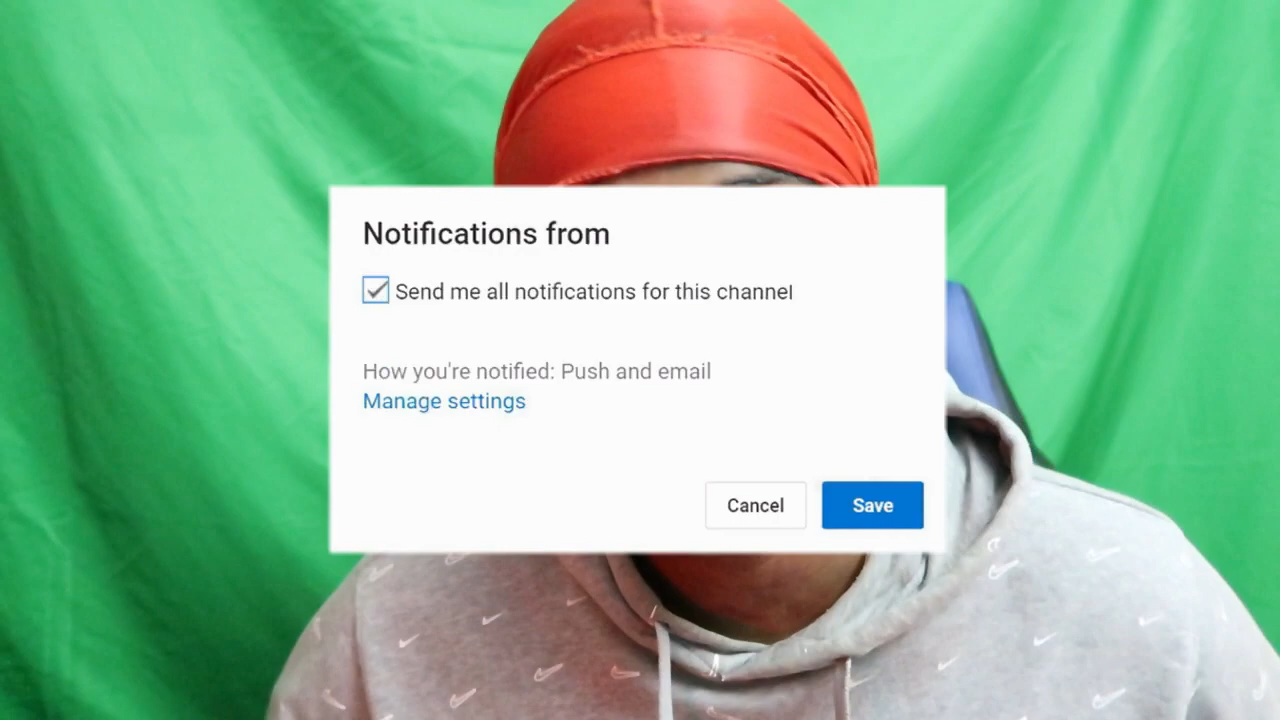 Notifications from
Send me all notifications for this channel
How you're notified: Push and email
Manage settings
Cancel
Save